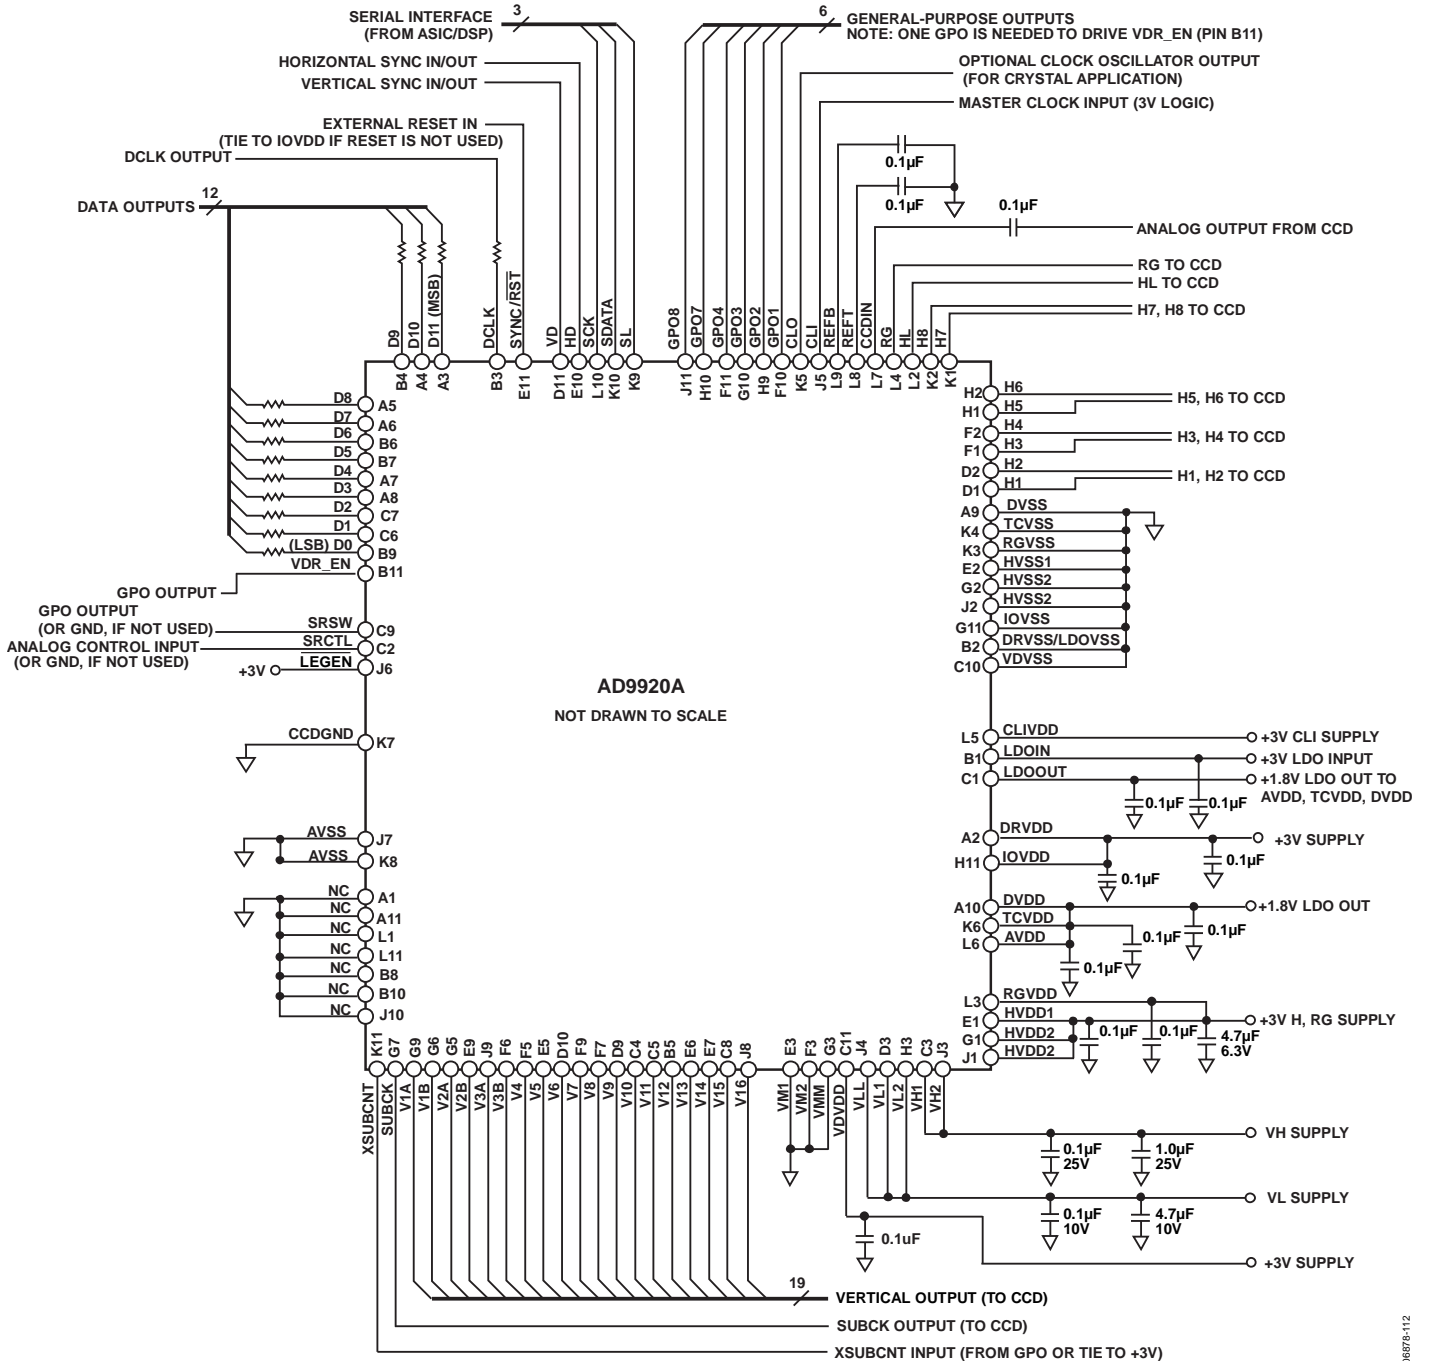 SERIAL INTERFACE
(FROM ASIC/DSP)
3
6
GENERAL-PURPOSE OUTPUTS
NOTE: ONE GPO IS NEEDED TO DRIVE VDR_EN (PIN B11)
HORIZONTAL SYNC IN/OUT
OPTIONAL CLOCK OSCILLATOR OUTPUT
(FOR CRYSTAL APPLICATION)
VERTICAL SYNC IN/OUT
MASTER CLOCK INPUT (3V LOGIC)
EXTERNAL RESET IN
(TIE TO IOVDD IF RESET IS NOT USED)
DCLK OUTPUT
0.1µF
0.1µF
DATA OUTPUTS
12
0.1µF
ANALOG OUTPUT FROM CCD
RG TO CCD
HL TO CCD
H7, H8 TO CCD
D9
D10
D11 (MSB)
DCLK
SYNC/RST
VD
HD
SCK
SDATA
SL
GPO8
GPO7
GPO4
GPO3
GPO2
GPO1
CLO
CLI
REFB
REFT
CCDIN
RG
HL
H8
H7
B4
A4
A3
B3
E11
D11
E10
L10
K10
K9
J11
H10
F11
G10
H9
F10
K5
J5
L9
L8
L7
L4
L2
K2
K1
D8 A5
D7 A6
D6 B6
D5 B7
D4 A7
D3 A8
D2 C7
D1 C6
(LSB) D0 B9
VDR_EN B11
GPO OUTPUT
GPO OUTPUT
(OR GND, IF NOT USED)
SRSW C9
ANALOG CONTROL INPUT
(OR GND, IF NOT USED)
SRCTL C2
+3V
LEGEN J6
CCDGND K7
AVSS J7
AVSS K8
NC A1
NC A11
NC L1
NC L11
NC B8
NC B10
NC J10
AD9920A
NOT DRAWN TO SCALE
H2 H6
H1 H5
H5, H6 TO CCD
F2 H4
F1 H3
H3, H4 TO CCD
D2 H2
D1 H1
H1, H2 TO CCD
A9 DVSS
K4 TCVSS
K3 RGVSS
E2 HVSS1
G2 HVSS2
J2 HVSS2
G11 IOVSS
B2 DRVSS/LDOVSS
C10 VDVSS
L5 CLIVDD
+3V CLI SUPPLY
B1 LDOIN
+3V LDO INPUT
C1 LDOOUT
+1.8V LDO OUT TO
AVDD, TCVDD, DVDD
0.1µF
0.1µF
A2 DRVDD
+3V SUPPLY
H11 IOVDD
0.1µF
0.1µF
A10 DVDD
+1.8V LDO OUT
K6 TCVDD
L6 AVDD
0.1µF
0.1µF
0.1µF
L3 RGVDD
E1 HVDD1
+3V H, RG SUPPLY
G1 HVDD2
J1 HVDD2
0.1µF
0.1µF
4.7µF
6.3V
K11
G7
G9
G6
G5
E9
J9
F6
F5
E5
D10
F9
F7
D9
C4
C5
B5
E6
E7
C8
J8
E3
F3
G3
C11
J4
D3
H3
C3
J3
XSUBCNT
SUBCK
V1A
V1B
V2A
V2B
V3A
V3B
V4
V5
V6
V7
V8
V9
V10
V11
V12
V13
V14
V15
V16
VM1
VM2
VMM
VDVDD
VLL
VL1
VL2
VH1
VH2
VH SUPPLY
0.1µF
25V
1.0µF
25V
VL SUPPLY
0.1µF
10V
4.7µF
10V
0.1uF
+3V SUPPLY
19
VERTICAL OUTPUT (TO CCD)
SUBCK OUTPUT (TO CCD)
XSUBCNT INPUT (FROM GPO OR TIE TO +3V)
06878-112